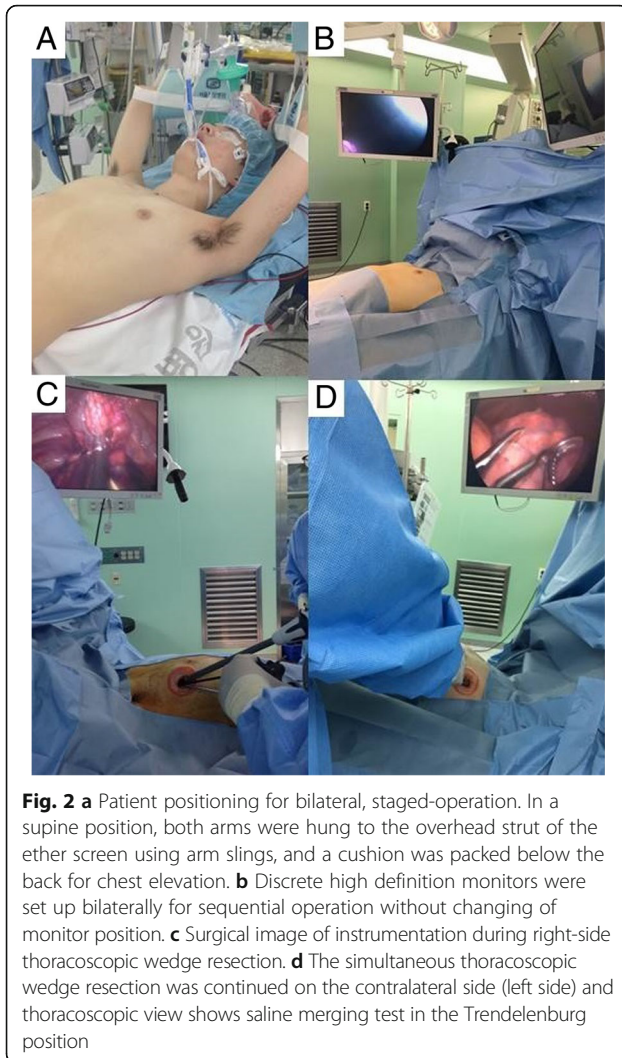 A
B
C
D
Fig. 2 a Patient positioning for bilateral, staged-operation. In a
supine position, both arms were hung to the overhead strut of the
ether screen using arm slings, and a cushion was packed below the
back for chest elevation. b Discrete high definition monitors were
set up bilaterally for sequential operation without changing of
monitor position. c Surgical image of instrumentation during right-side
thoracoscopic wedge resection. d The simultaneous thoracoscopic
wedge resection was continued on the contralateral side (left side) and
thoracoscopic view shows saline merging test in the Trendelenburg
position